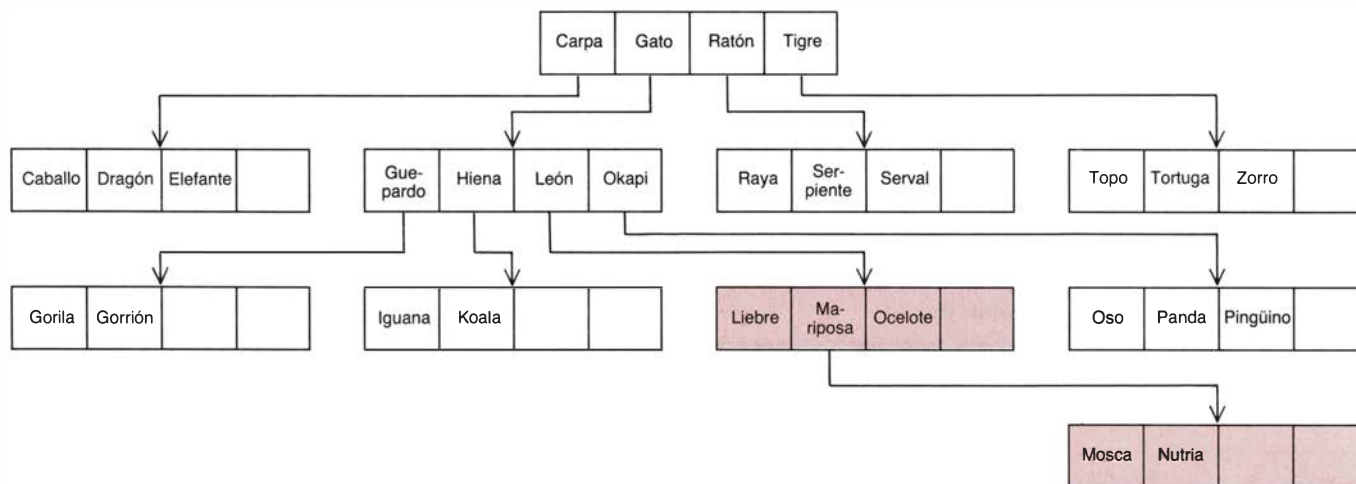 Carpa Gato Ratón Tigre
Caballo Dragón Elefante
Gue-
pardo Hiena León Okapi
Raya Ser-
piente Serval
Topo Tortuga Zorro
Gorila Gorrión
Iguana Koala
Liebre Ma-
riposa Ocelote
Oso Panda Pingüino
Mosca Nutria